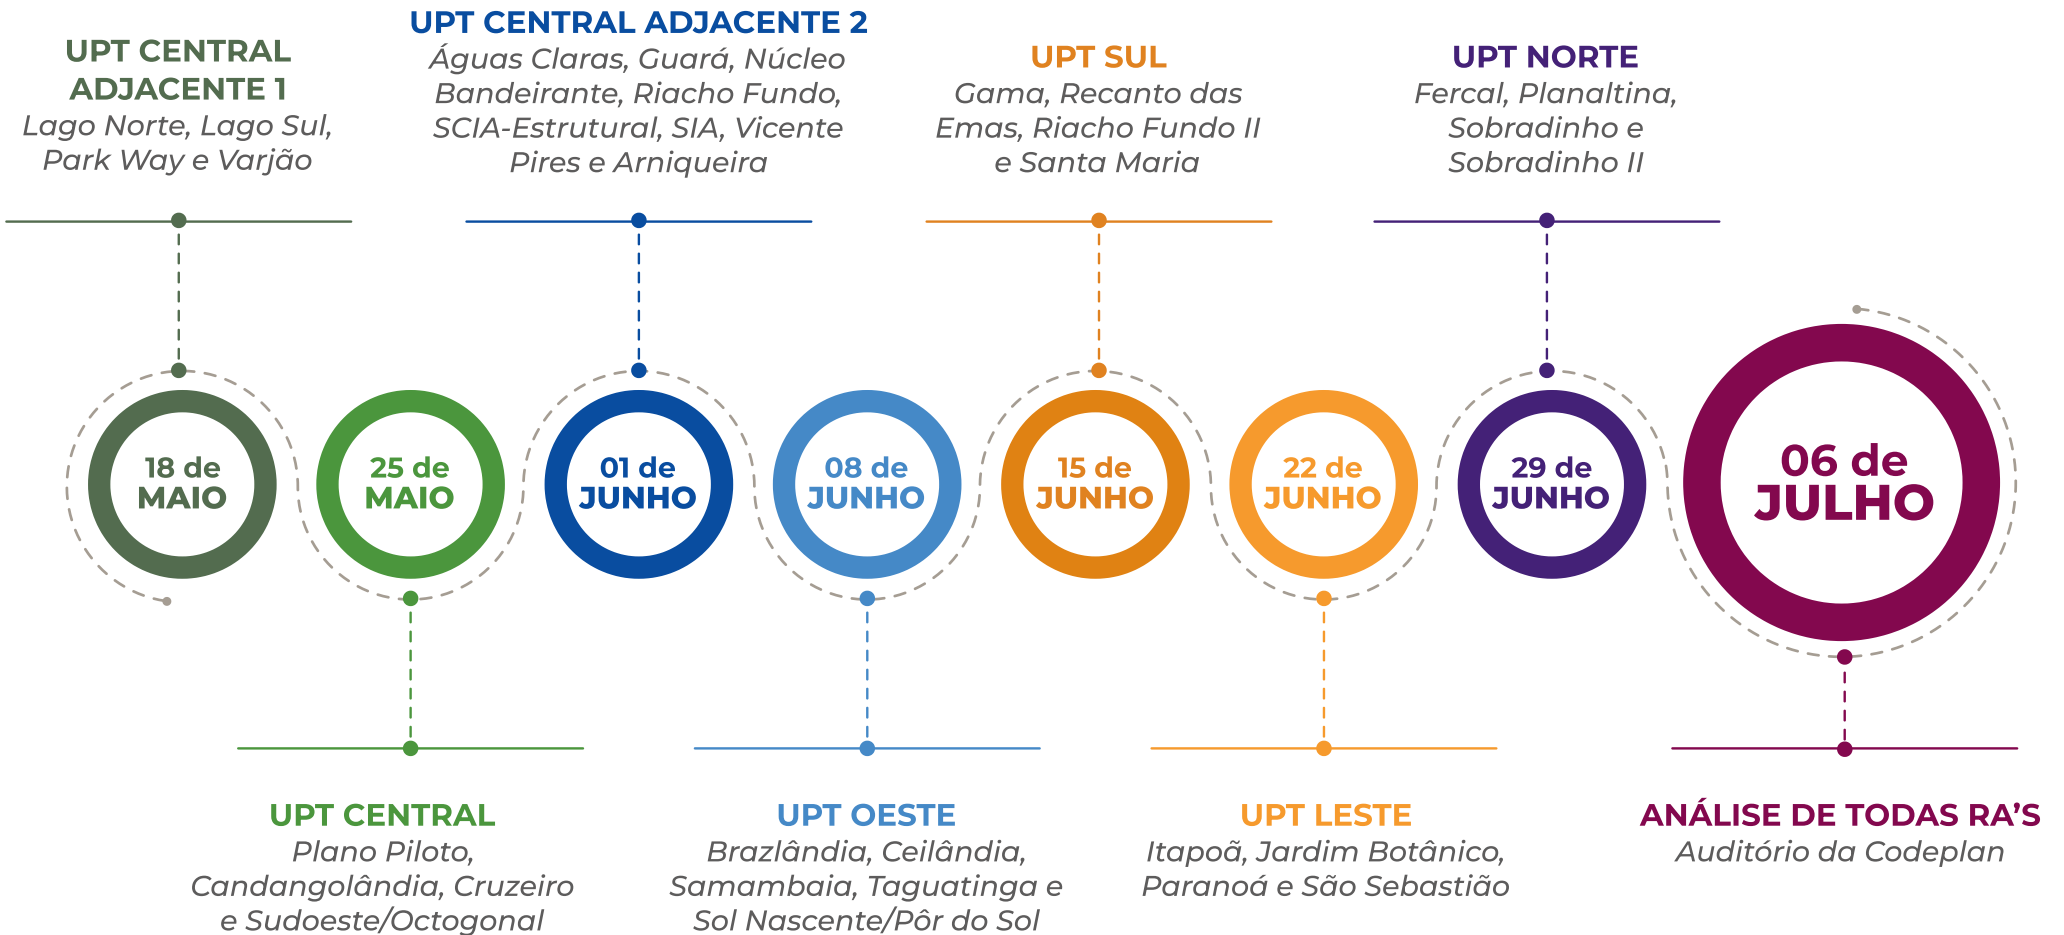 UPT CENTRAL
ADJACENTE 1
Lago Norte, Lago Sul,
Park Way e Varjão
UPT CENTRAL ADJACENTE 2
Águas Claras, Guará, Núcleo
Bandeirante, Riacho Fundo,
SCIA-Estrutural, SIA, Vicente
Pires e Arniqueira
UPT SUL
Gama, Recanto das
Emas, Riacho Fundo II
e Santa Maria
UPT NORTE
Fercal, Planaltina,
Sobradinho e
Sobradinho II
18 de
MAIO
25 de
MAIO
01 de
JUNHO
08 de
JUNHO
15 de
JUNHO
22 de
JUNHO
29 de
JUNHO
06 de
JULHO
UPT CENTRAL
Plano Piloto,
Candangolândia, Cruzeiro
e Sudoeste/Octogonal
UPT OESTE
Brazlândia, Ceilândia,
Samambaia, Taguatinga e
Sol Nascente/Pôr do Sol
UPT LESTE
Itapoã, Jardim Botânico,
Paranoá e São Sebastião
ANÁLISE DE TODAS RA’S
Auditório da Codeplan